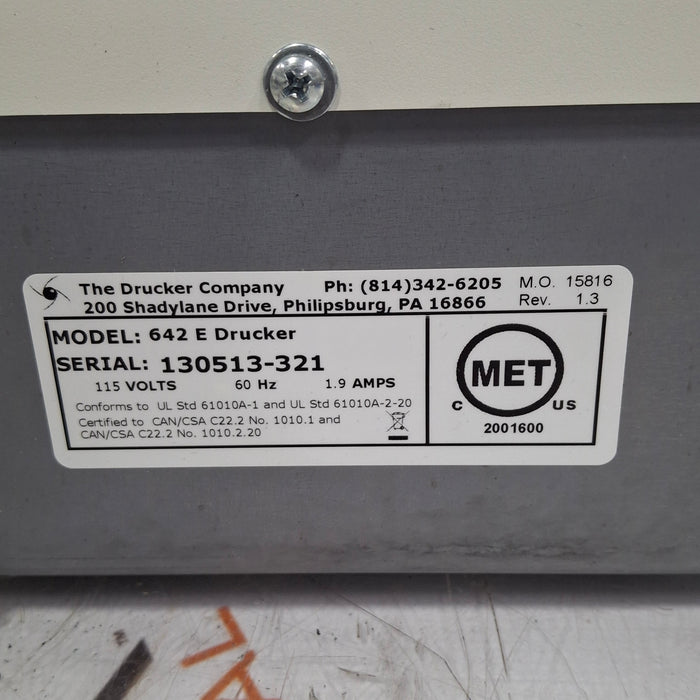 The Drucker Company Ph: (814)342-6205 M.O. 15816
200 Shadylane Drive, Philipsburg, PA 16866 Rev. 1.3
MODEL: 642 E Drucker
SERIAL: 130513-321
115 VOLTS 60 Hz 1.9 AMPS
Conforms to UL Std 61010A-1 and UL Std 61010A-2-20
Certified to CAN/CSA C22.2 No. 1010.1 and
CAN/CSA C22.2 No. 1010.2.20
MET
C US
2001600